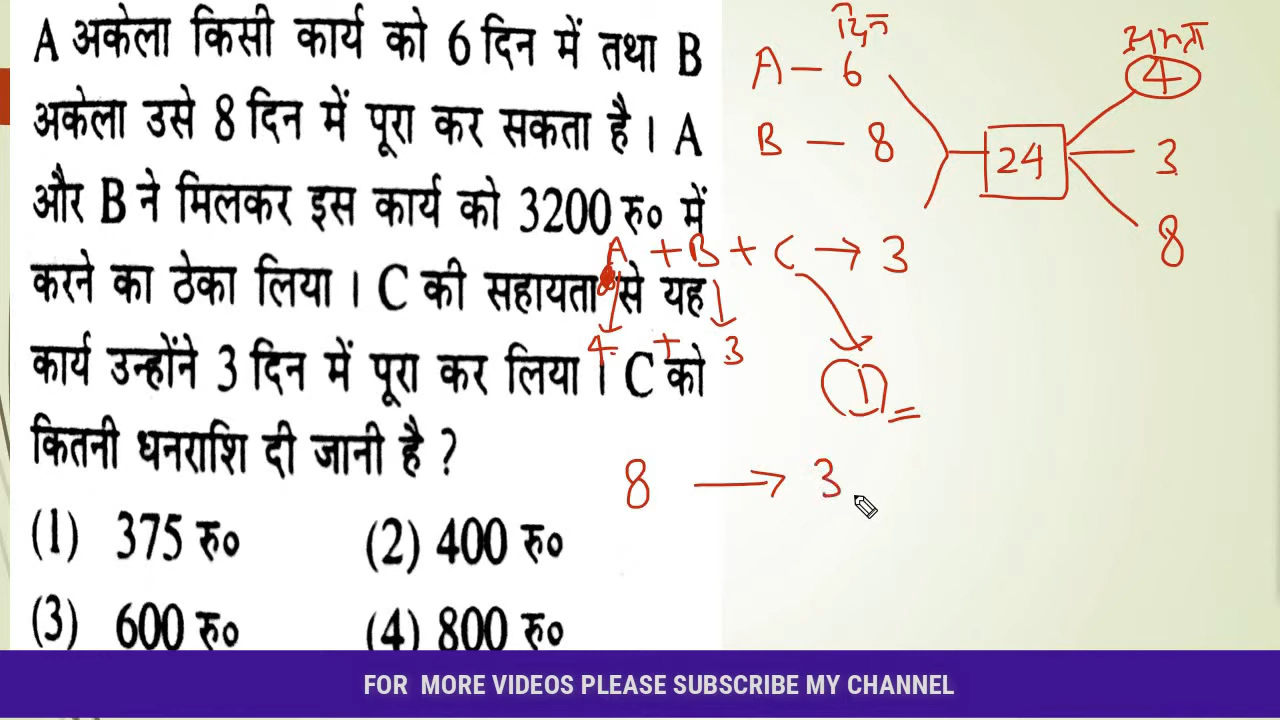 A अकेला किसी कार्य को 6 दिन में तथा B
अकेला उसे 8 दिन में पूरा कर सकता है । A
और B ने मिलकर इस कार्य को 3200 रु० में
करने का ठेका लिया । C की सहायता से यह
कार्य उन्होंने 3 दिन में पूरा कर लिया । C को
कितनी धनराशि दी जानी है ?
(1) 375 रु० (2) 400 रु०
(3) 600 रु० (4) 800 रु०
दिन
A — 6
B — 8
24
4
3
8
A + B + C → 3
4 + 3
1
8 → 3
FOR MORE VIDEOS PLEASE SUBSCRIBE MY CHANNEL